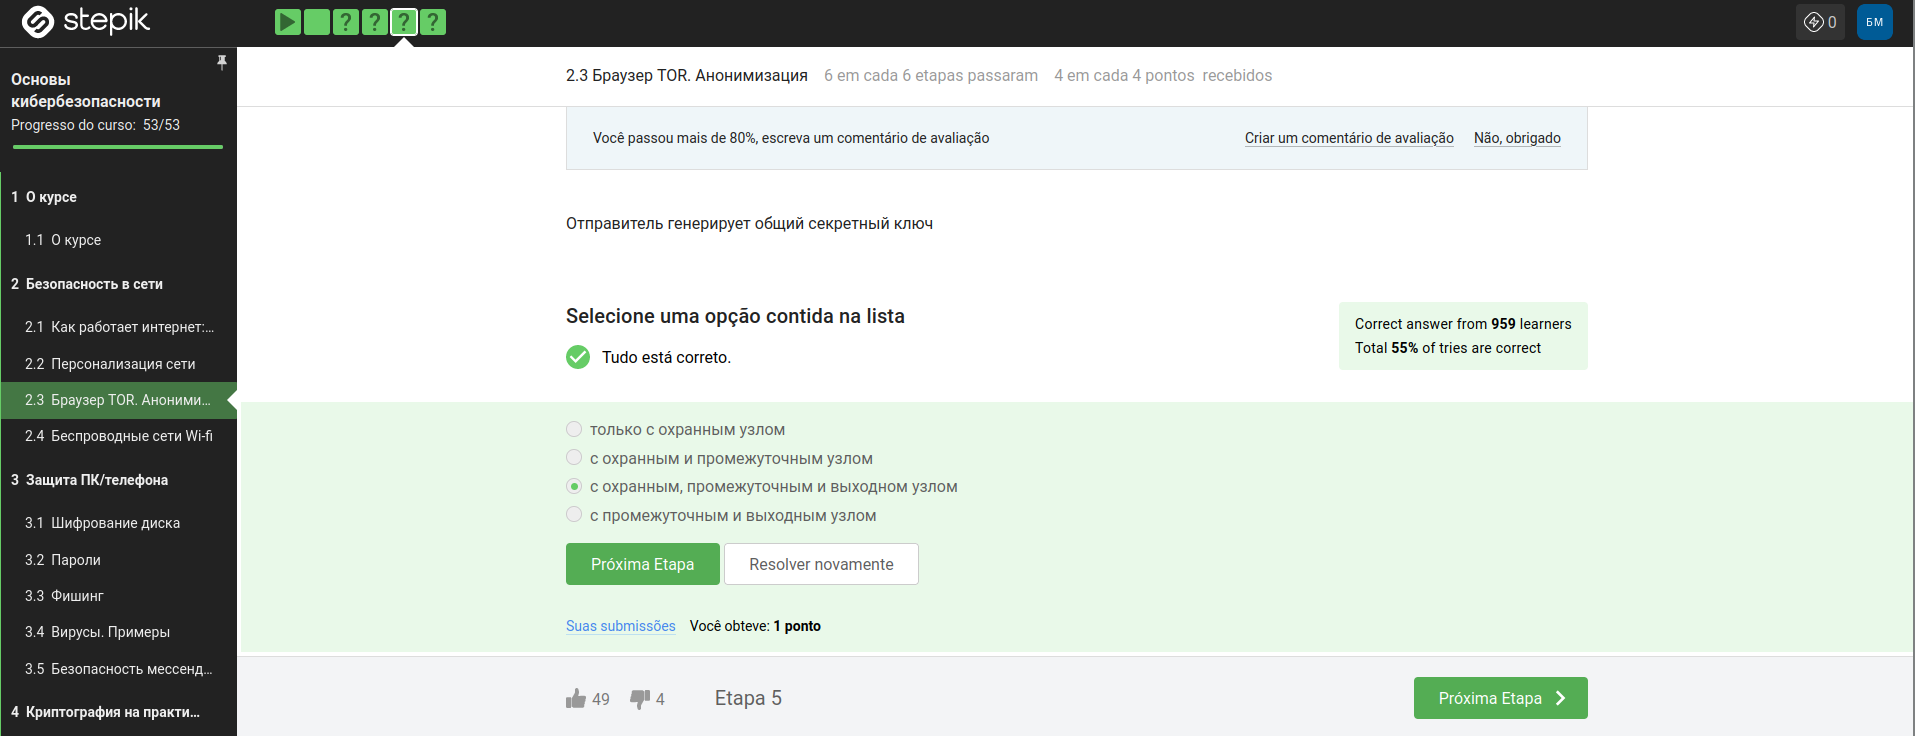 stepik
? ? ? ?
0
БМ
Основы
кибербезопасности
Progresso do curso: 53/53
1 О курсе
1.1 О курсе
2 Безопасность в сети
2.1 Как работает интернет:...
2.2 Персонализация сети
2.3 Браузер TOR. Аноними...
2.4 Беспроводные сети Wi-fi
3 Защита ПК/телефона
3.1 Шифрование диска
3.2 Пароли
3.3 Фишинг
3.4 Вирусы. Примеры
3.5 Безопасность мессенд...
4 Криптография на практи...
2.3 Браузер TOR. Анонимизация 6 em cada 6 etapas passaram 4 em cada 4 pontos recebidos
Você passou mais de 80%, escreva um comentário de avaliação Criar um comentário de avaliação Não, obrigado
Отправитель генерирует общий секретный ключ
Selecione uma opção contida na lista
Tudo está correto.
Correct answer from 959 learners
Total 55% of tries are correct
только с охранным узлом
с охранным и промежуточным узлом
с охранным, промежуточным и выходном узлом
с промежуточным и выходным узлом
Próxima Etapa Resolver novamente
Suas submissões Você obteve: 1 ponto
49 4 Etapa 5 Próxima Etapa